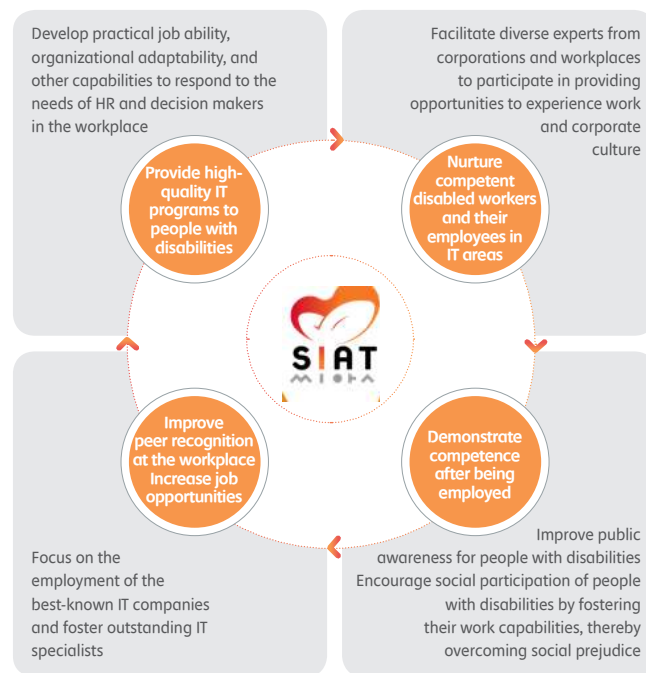 Develop practical job ability,
organizational adaptability, and
other capabilities to respond to the
needs of HR and decision makers
in the workplace
Facilitate diverse experts from
corporations and workplaces
to participate in providing
opportunities to experience work
and corporate
culture
Provide high-
quality IT
programs to
people with
disabilities
Nurture
competent
disabled workers
and their
employees in
IT areas
SIAT
씨이아ㅅ
Improve
peer recognition
at the workplace
Increase job
opportunities
Demonstrate
competence
after being
employed
Focus on the
employment of the
best-known IT companies
and foster outstanding IT
specialists
Improve public
awareness for people with disabilities
Encourage social participation of people
with disabilities by fostering
their work capabilities, thereby
overcoming social prejudice